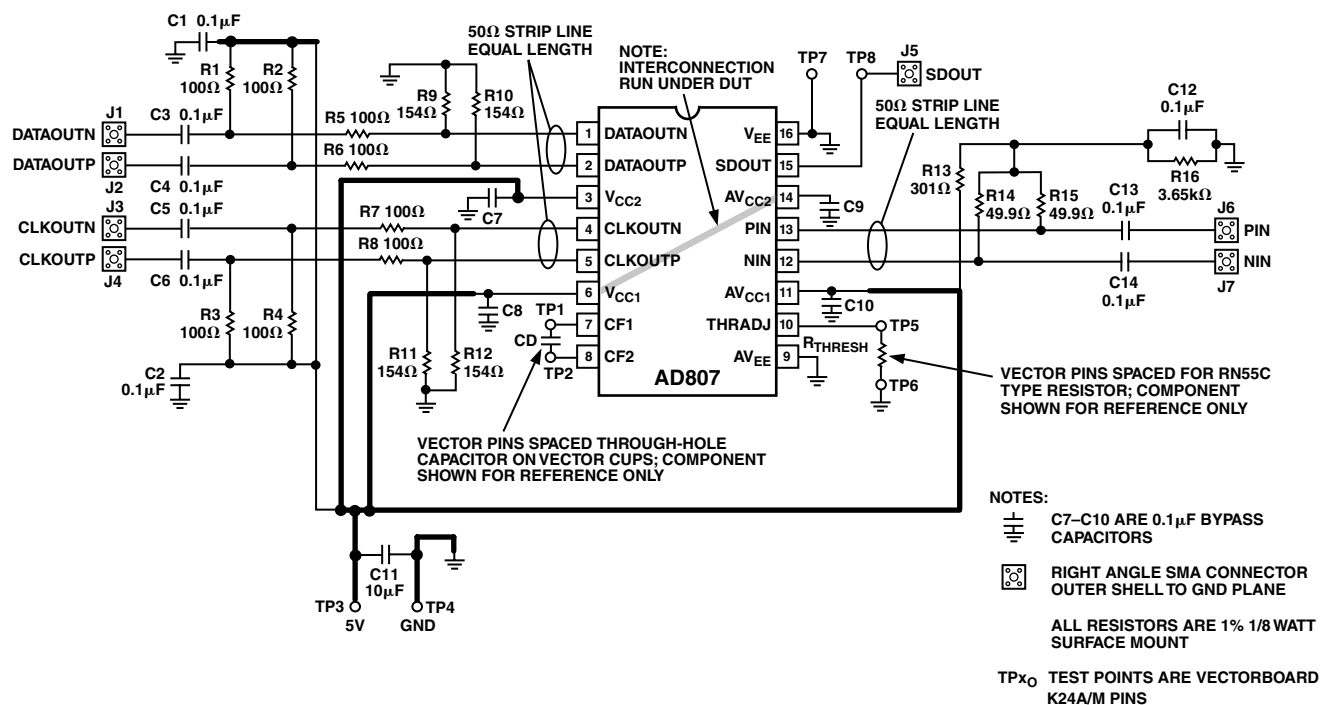 C1 0.1μF
R1
100Ω
R2
100Ω
J1
DATAOUTN
C3 0.1μF
DATAOUTP
J2
C4 0.1μF
J3
C5 0.1μF
CLKOUTN
CLKOUTP
J4
C6 0.1μF
R3
100Ω
R4
100Ω
C2
0.1μF
50Ω STRIP LINE
EQUAL LENGTH
R9
154Ω
R10
154Ω
R5 100Ω
R6 100Ω
C7
R7 100Ω
R8 100Ω
C8
TP1
CD
TP2
R11
154Ω
R12
154Ω
NOTE:
INTERCONNECTION
RUN UNDER DUT
1 DATAOUTN
2 DATAOUTP
3 VCC2
4 CLKOUTN
5 CLKOUTP
6 VCC1
7 CF1
8 CF2
VEE 16
SDOUT 15
AVCC2 14
PIN 13
NIN 12
AVCC1 11
THRADJ 10
AVEE 9
AD807
TP7
TP8
J5
SDOUT
50Ω STRIP LINE
EQUAL LENGTH
C9
C10
R13
301Ω
R14
49.9Ω
R15
49.9Ω
C12
0.1μF
R16
3.65kΩ
C13
0.1μF
J6
PIN
NIN
J7
C14
0.1μF
TP5
RTHRESH
TP6
VECTOR PINS SPACED FOR RN55C
TYPE RESISTOR; COMPONENT
SHOWN FOR REFERENCE ONLY
VECTOR PINS SPACED THROUGH-HOLE
CAPACITOR ON VECTOR CUPS; COMPONENT
SHOWN FOR REFERENCE ONLY
C11
10μF
TP3
5V
TP4
GND
NOTES:
C7–C10 ARE 0.1μF BYPASS
CAPACITORS
RIGHT ANGLE SMA CONNECTOR
OUTER SHELL TO GND PLANE
ALL RESISTORS ARE 1% 1/8 WATT
SURFACE MOUNT
TPxO TEST POINTS ARE VECTORBOARD
K24A/M PINS